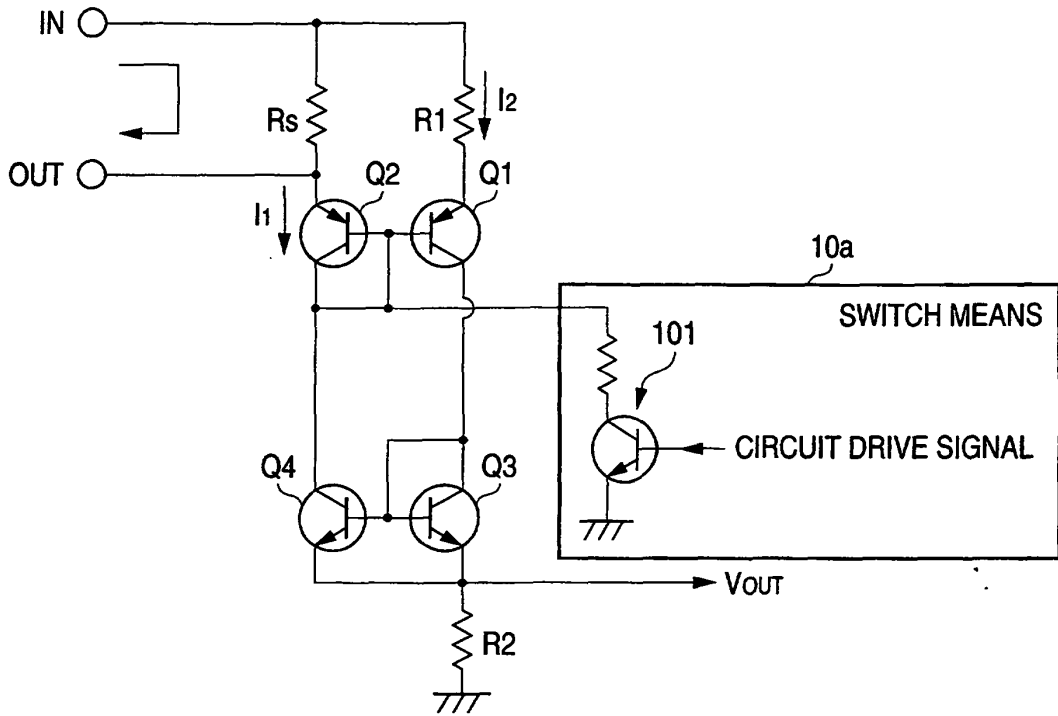 IN
I2
Rs
R1
OUT
Q2
Q1
I1
10a
SWITCH MEANS
101
CIRCUIT DRIVE SIGNAL
Q4
Q3
VOUT
R2